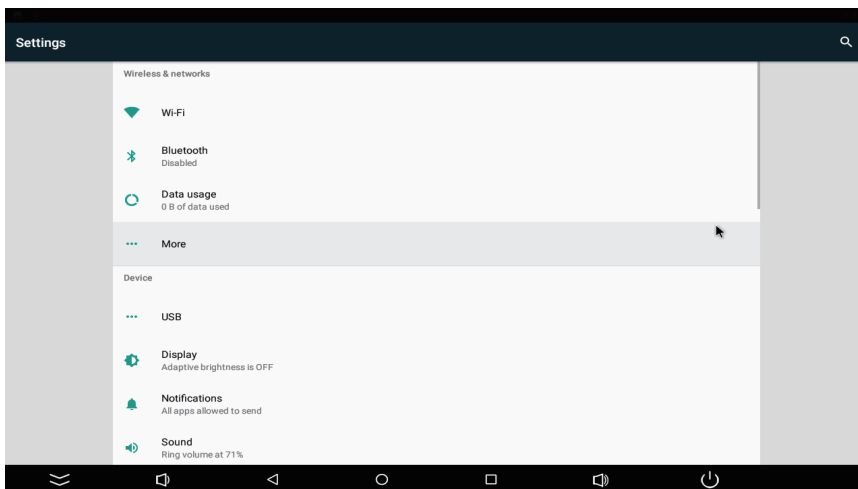 Settings
Wireless & networks
Wi-Fi
Bluetooth
Disabled
Data usage
0 B of data used
More
Device
USB
Display
Adaptive brightness is OFF
Notifications
All apps allowed to send
Sound
Ring volume at 71%